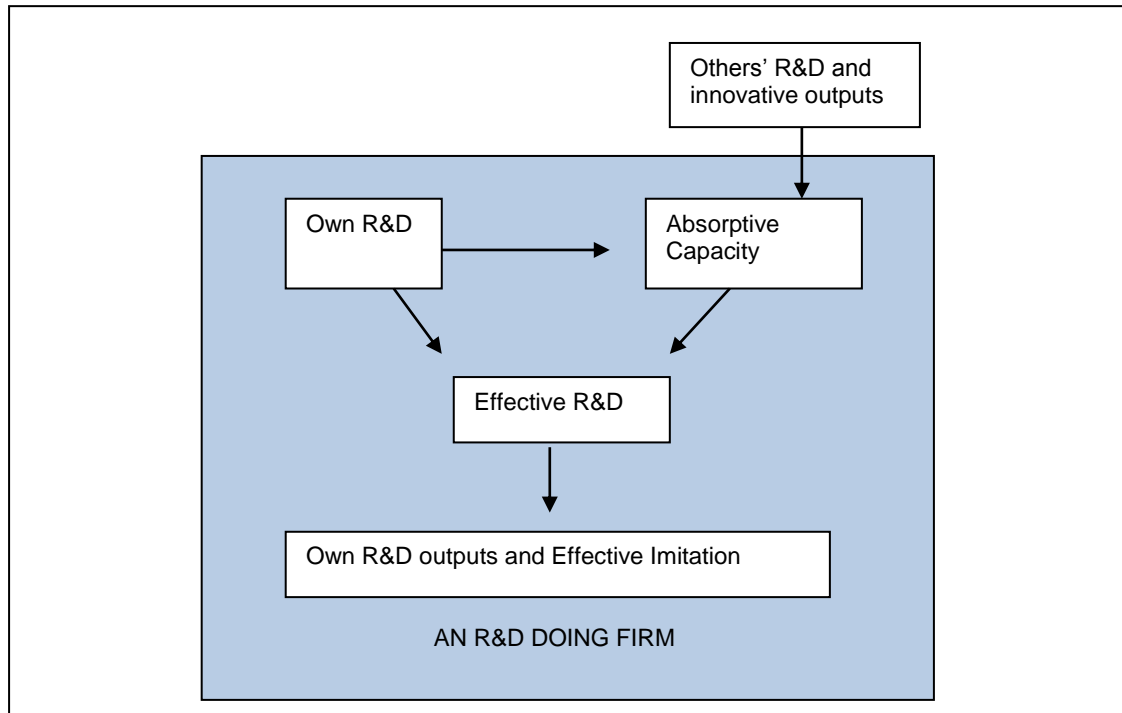 Others’ R&D and
innovative outputs
Own R&D
Absorptive
Capacity
Effective R&D
Own R&D outputs and Effective Imitation
AN R&D DOING FIRM